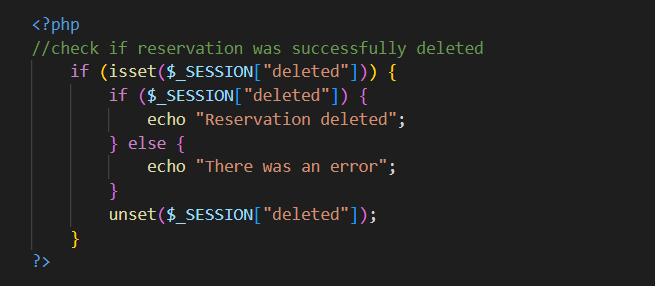 <?php
//check if reservation was successfully deleted
    if (isset($_SESSION["deleted"])) {
        if ($_SESSION["deleted"]) {
            echo "Reservation deleted";
        } else {
            echo "There was an error";
        }
        unset($_SESSION["deleted"]);
    }
?>